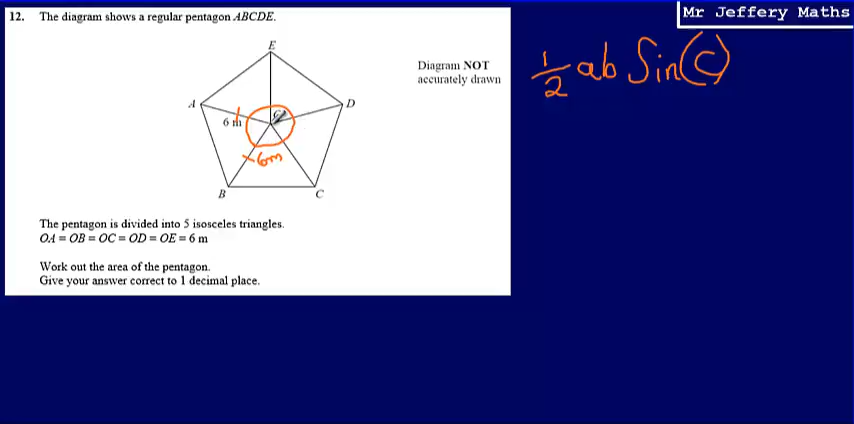 Mr Jeffery Maths
12. The diagram shows a regular pentagon ABCDE.
E
Diagram NOT
accurately drawn
½ ab Sin(C)
A
D
6 m
6m
B
C
The pentagon is divided into 5 isosceles triangles.
OA = OB = OC = OD = OE = 6 m
Work out the area of the pentagon.
Give your answer correct to 1 decimal place.